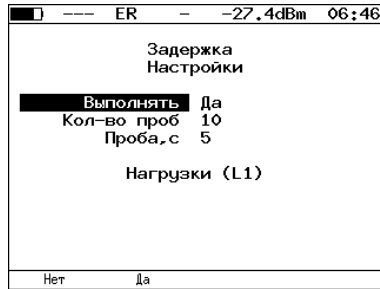 --- ER - -27.4dBm 06:46
Задержка
Настройки
Выполнять Да
Кол-во проб 10
Проба,с 5
Нагрузки (L1)
Нет Да